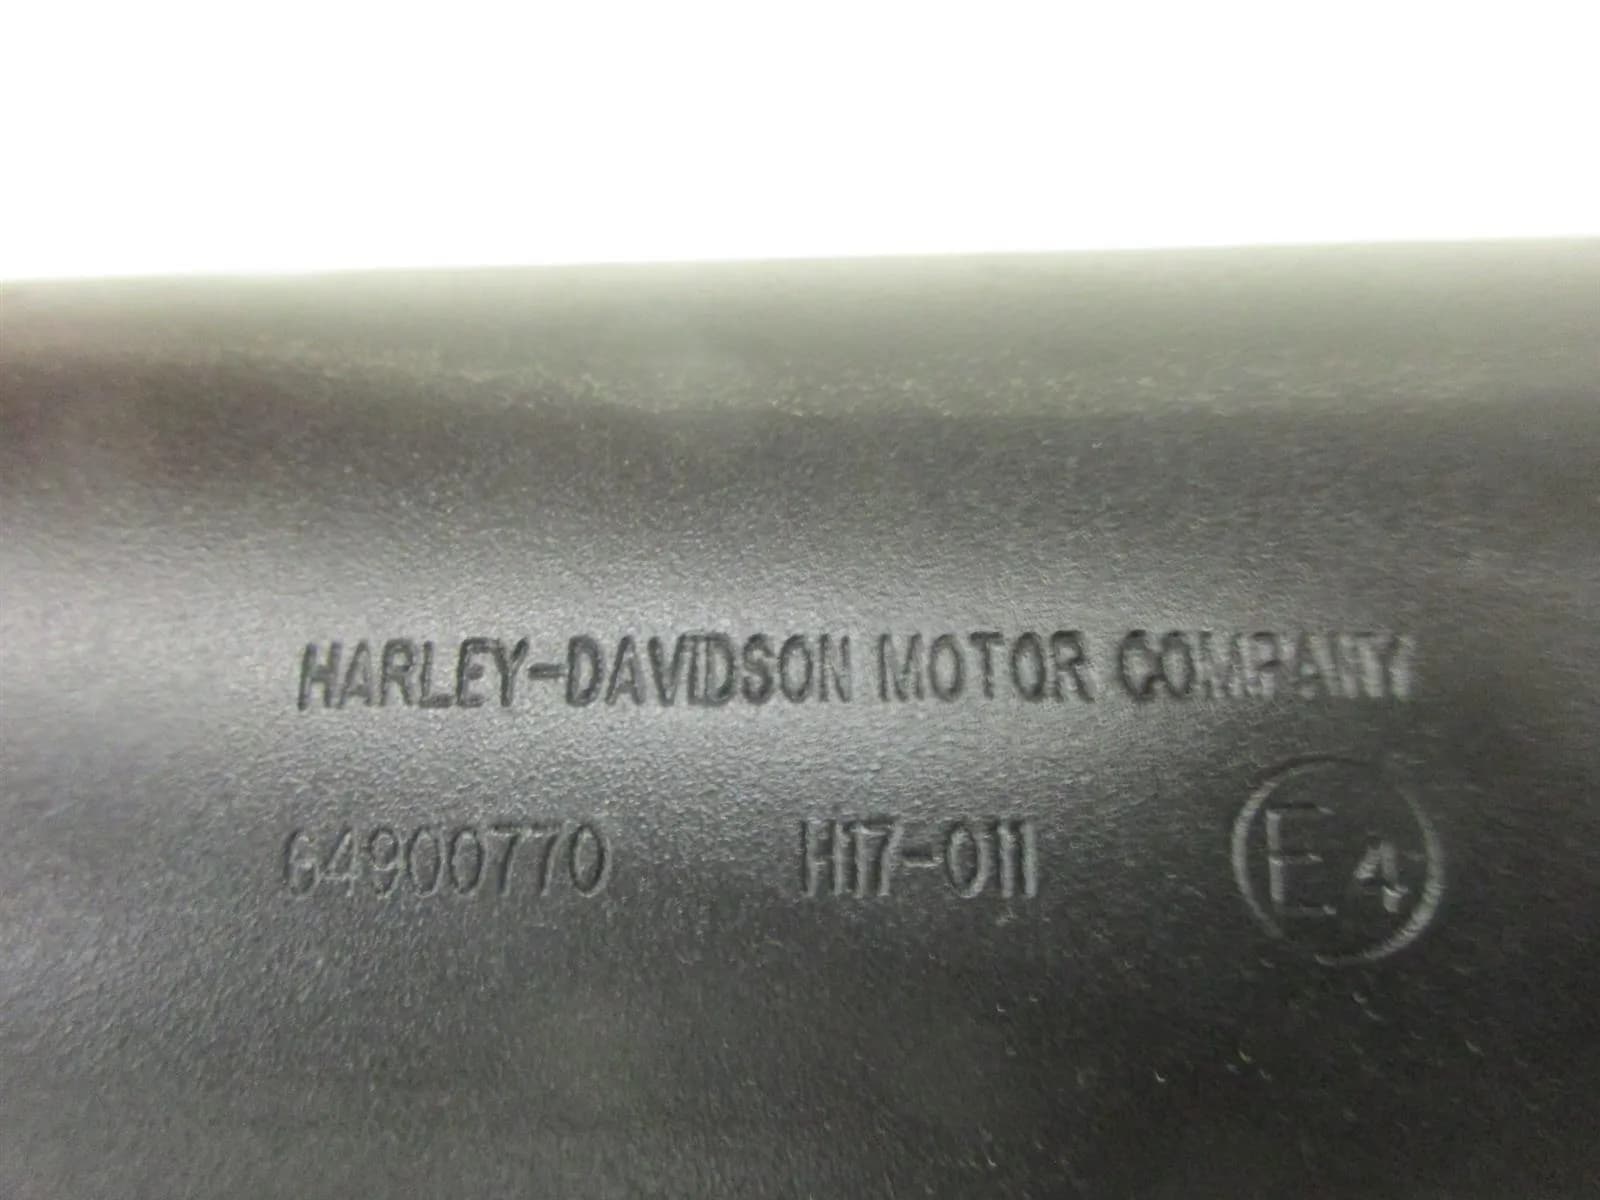 HARLEY-DAVIDSON MOTOR COMPANY
64900770 H17-011 E4